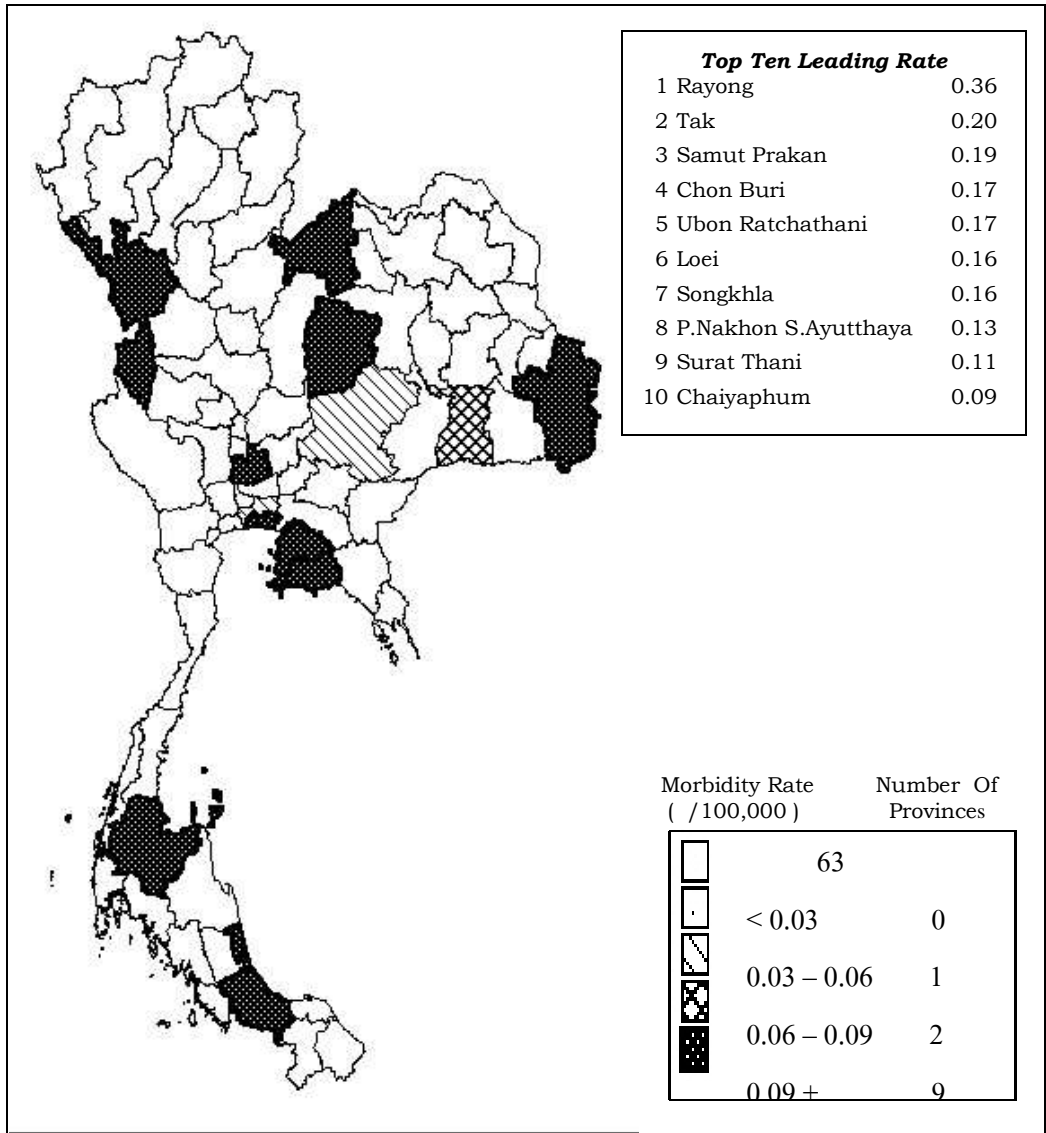 Top Ten Leading Rate
1 Rayong 0.36
2 Tak 0.20
3 Samut Prakan 0.19
4 Chon Buri 0.17
5 Ubon Ratchathani 0.17
6 Loei 0.16
7 Songkhla 0.16
8 P.Nakhon S.Ayutthaya 0.13
9 Surat Thani 0.11
10 Chaiyaphum 0.09
Morbidity Rate Number Of
( /100,000 ) Provinces
63
< 0.03 0
0.03 – 0.06 1
0.06 – 0.09 2
0.09 + 9